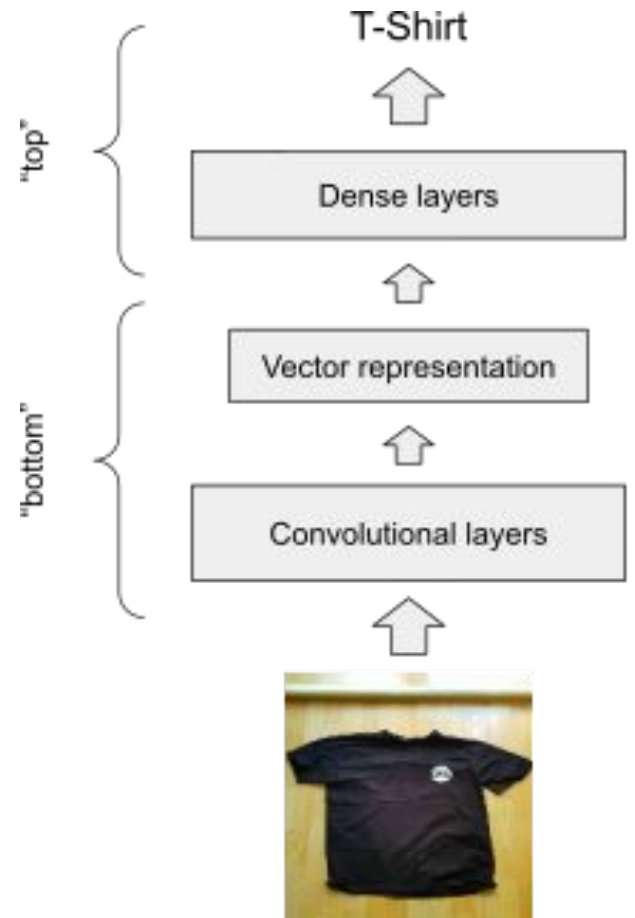 T-Shirt
“top”
Dense layers
Vector representation
“bottom”
Convolutional layers